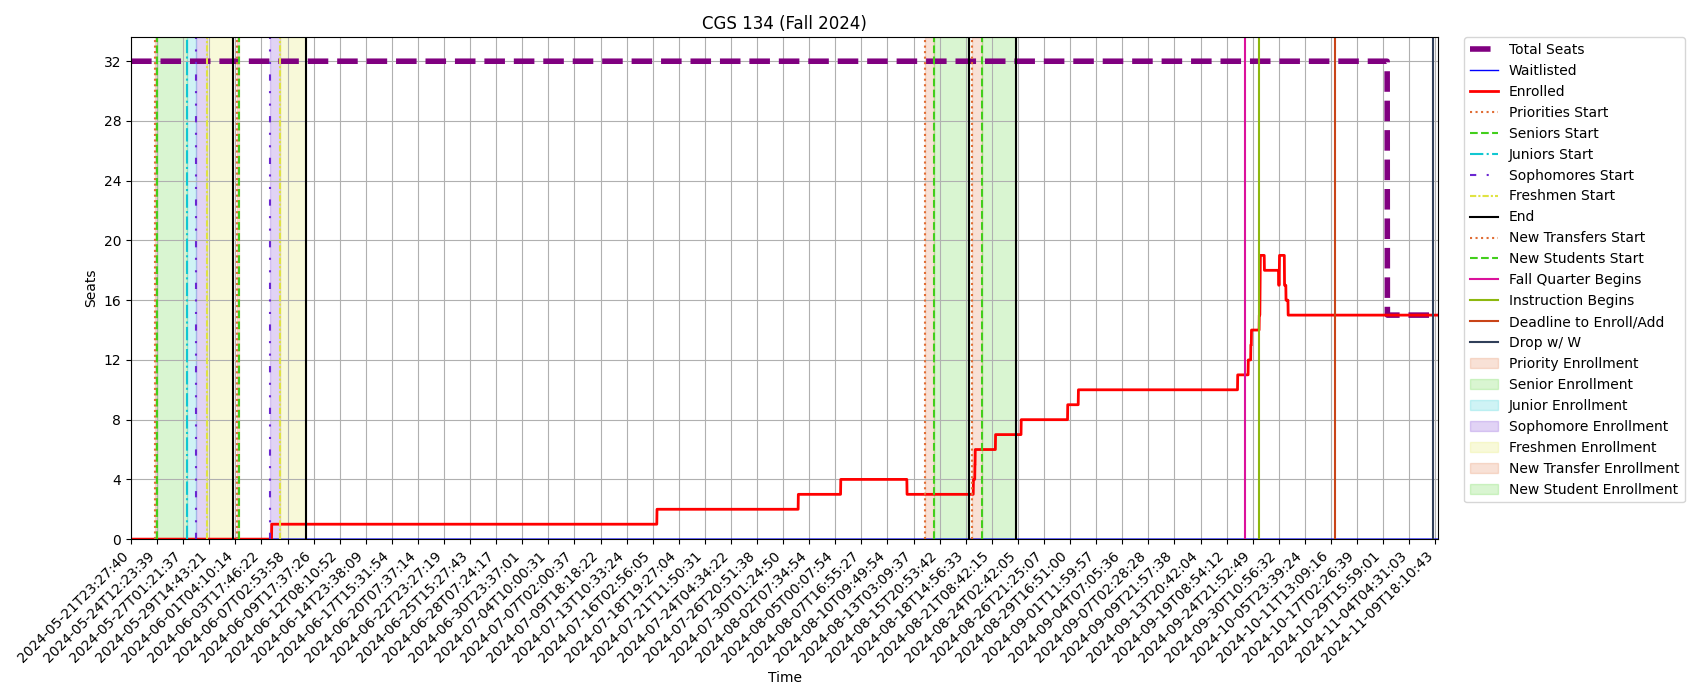 CGS 134 (Fall 2024)
Seats
32
28
24
20
16
12
8
4
0
2024-05-21T23:27:40
2024-05-24T12:23:39
2024-05-27T01:21:37
2024-05-29T14:43:21
2024-06-01T04:10:14
2024-06-03T17:46:22
2024-06-07T02:53:58
2024-06-09T17:37:26
2024-06-12T08:10:52
2024-06-14T23:38:09
2024-06-17T15:31:54
2024-06-20T07:37:14
2024-06-22T23:27:19
2024-06-25T15:27:43
2024-06-28T07:24:17
2024-06-30T23:37:01
2024-07-04T10:00:31
2024-07-07T02:00:37
2024-07-09T18:18:22
2024-07-13T10:33:24
2024-07-16T02:56:05
2024-07-18T19:27:04
2024-07-21T11:50:31
2024-07-24T04:34:22
2024-07-26T20:51:38
2024-07-30T01:24:50
2024-08-02T07:34:54
2024-08-05T00:07:54
2024-08-07T16:55:27
2024-08-10T09:49:54
2024-08-13T03:09:37
2024-08-15T20:53:42
2024-08-18T14:56:33
2024-08-21T08:42:15
2024-08-24T02:42:05
2024-08-26T21:25:07
2024-08-29T16:51:00
2024-09-01T11:59:57
2024-09-04T07:05:36
2024-09-07T02:28:28
2024-09-09T21:57:38
2024-09-13T20:42:04
2024-09-19T08:54:12
2024-09-24T21:52:49
2024-09-30T10:56:32
2024-10-05T23:39:24
2024-10-11T13:09:16
2024-10-17T02:26:39
2024-10-29T15:59:01
2024-11-04T04:31:03
2024-11-09T18:10:43
Time
Total Seats
Waitlisted
Enrolled
Priorities Start
Seniors Start
Juniors Start
Sophomores Start
Freshmen Start
End
New Transfers Start
New Students Start
Fall Quarter Begins
Instruction Begins
Deadline to Enroll/Add
Drop w/ W
Priority Enrollment
Senior Enrollment
Junior Enrollment
Sophomore Enrollment
Freshmen Enrollment
New Transfer Enrollment
New Student Enrollment